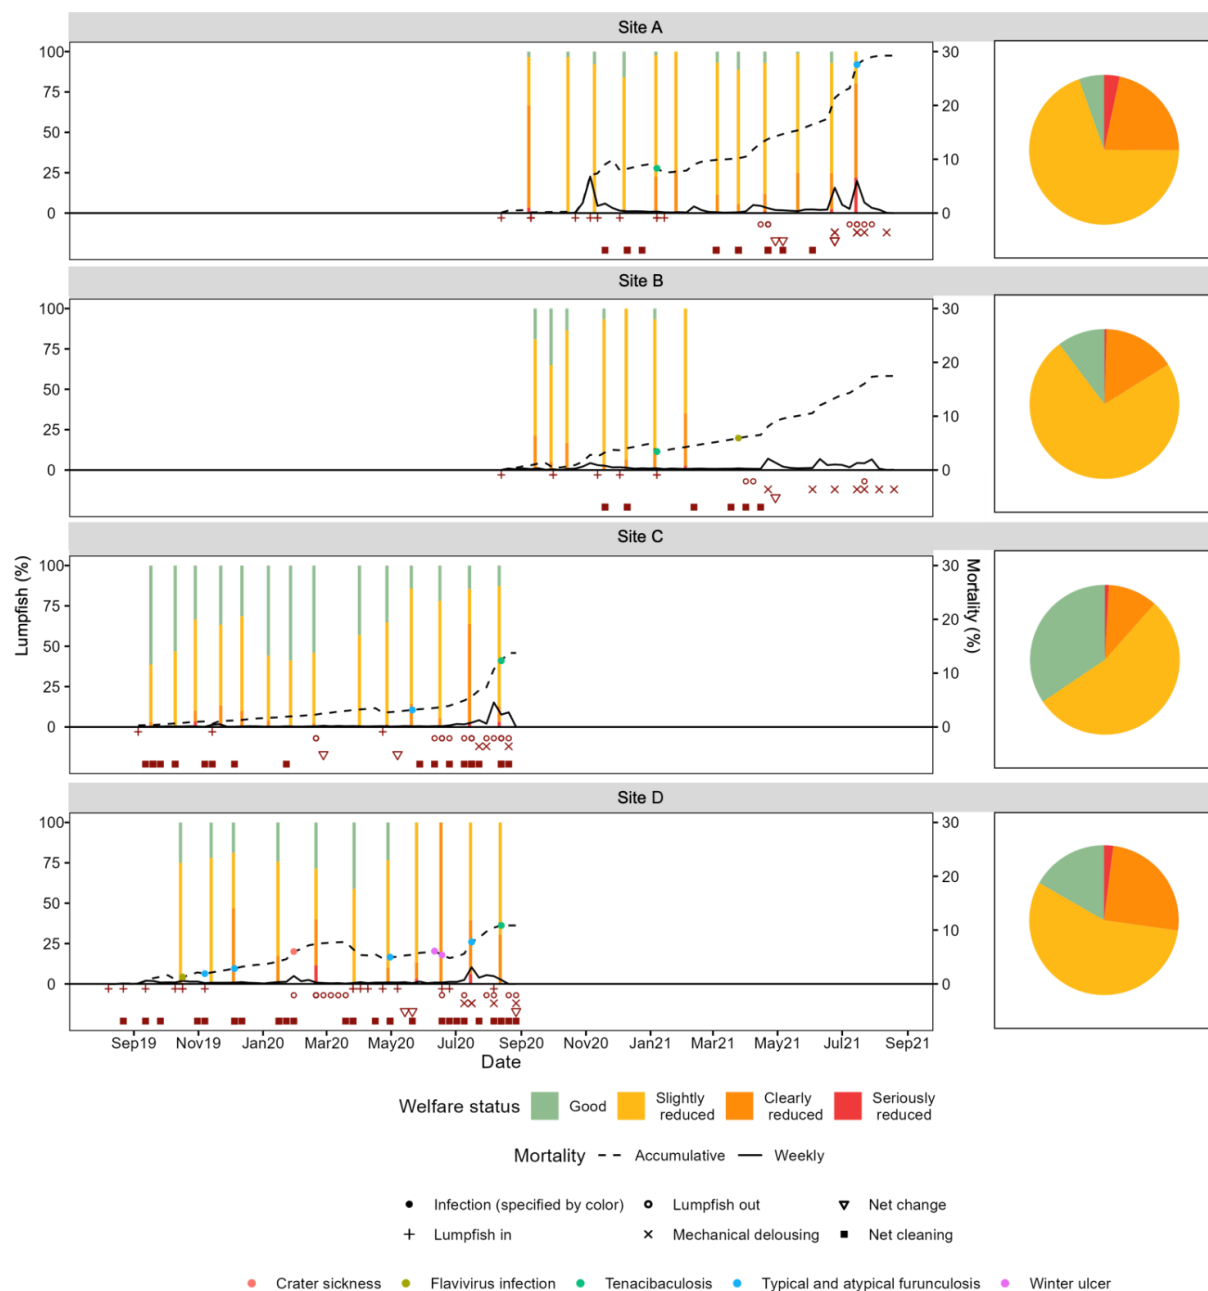 Site A
100
75
50
25
0
30
20
10
0
Site B
100
75
50
25
0
30
20
10
0
Site C
Lumpfish (%)
100
75
50
25
0
30
20
10
0
Mortality (%)
Site D
100
75
50
25
0
30
20
10
0
Sep19 Nov19 Jan20 Mar20 May20 Jul20 Sep20 Nov20 Jan21 Mar21 May21 Jul21 Sep21
Date
Welfare status Good Slightly reduced Clearly reduced Seriously reduced
Mortality Accumulative Weekly
Infection (specified by color) Lumpfish out Net change
Lumpfish in Mechanical delousing Net cleaning
Crater sickness Flavivirus infection Tenacibaculosis Typical and atypical furunculosis Winter ulcer